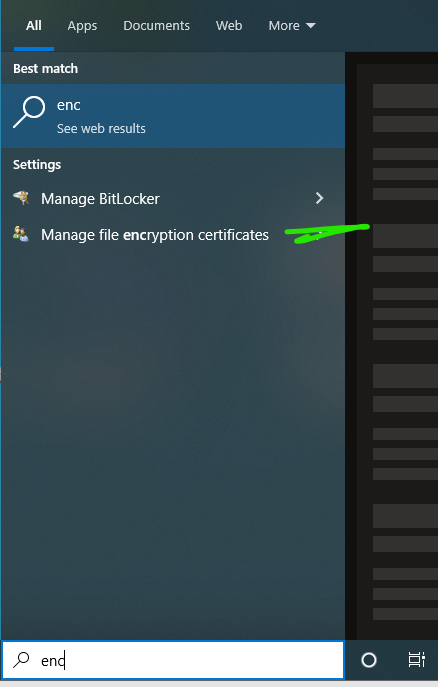 All Apps Documents Web More
Best match
enc
See web results
Settings
Manage BitLocker
Manage file encryption certificates
enc